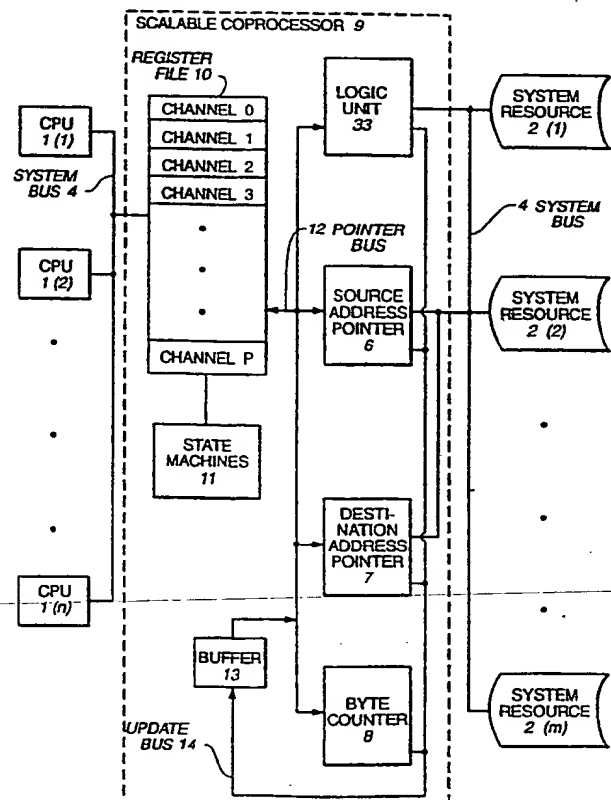 SCALABLE COPROCESSOR 9
REGISTER
FILE 10
CHANNEL 0
CHANNEL 1
CHANNEL 2
CHANNEL 3
CHANNEL P
STATE
MACHINES
11
CPU
1 (1)
SYSTEM
BUS 4
CPU
1 (2)
CPU
1 (n)
LOGIC
UNIT
33
12 POINTER
BUS
SOURCE
ADDRESS
POINTER
6
DESTI-
NATION
ADDRESS
POINTER
7
BUFFER
13
BYTE
COUNTER
8
UPDATE
BUS 14
SYSTEM
RESOURCE
2 (1)
4 SYSTEM
BUS
SYSTEM
RESOURCE
2 (2)
SYSTEM
RESOURCE
2 (m)